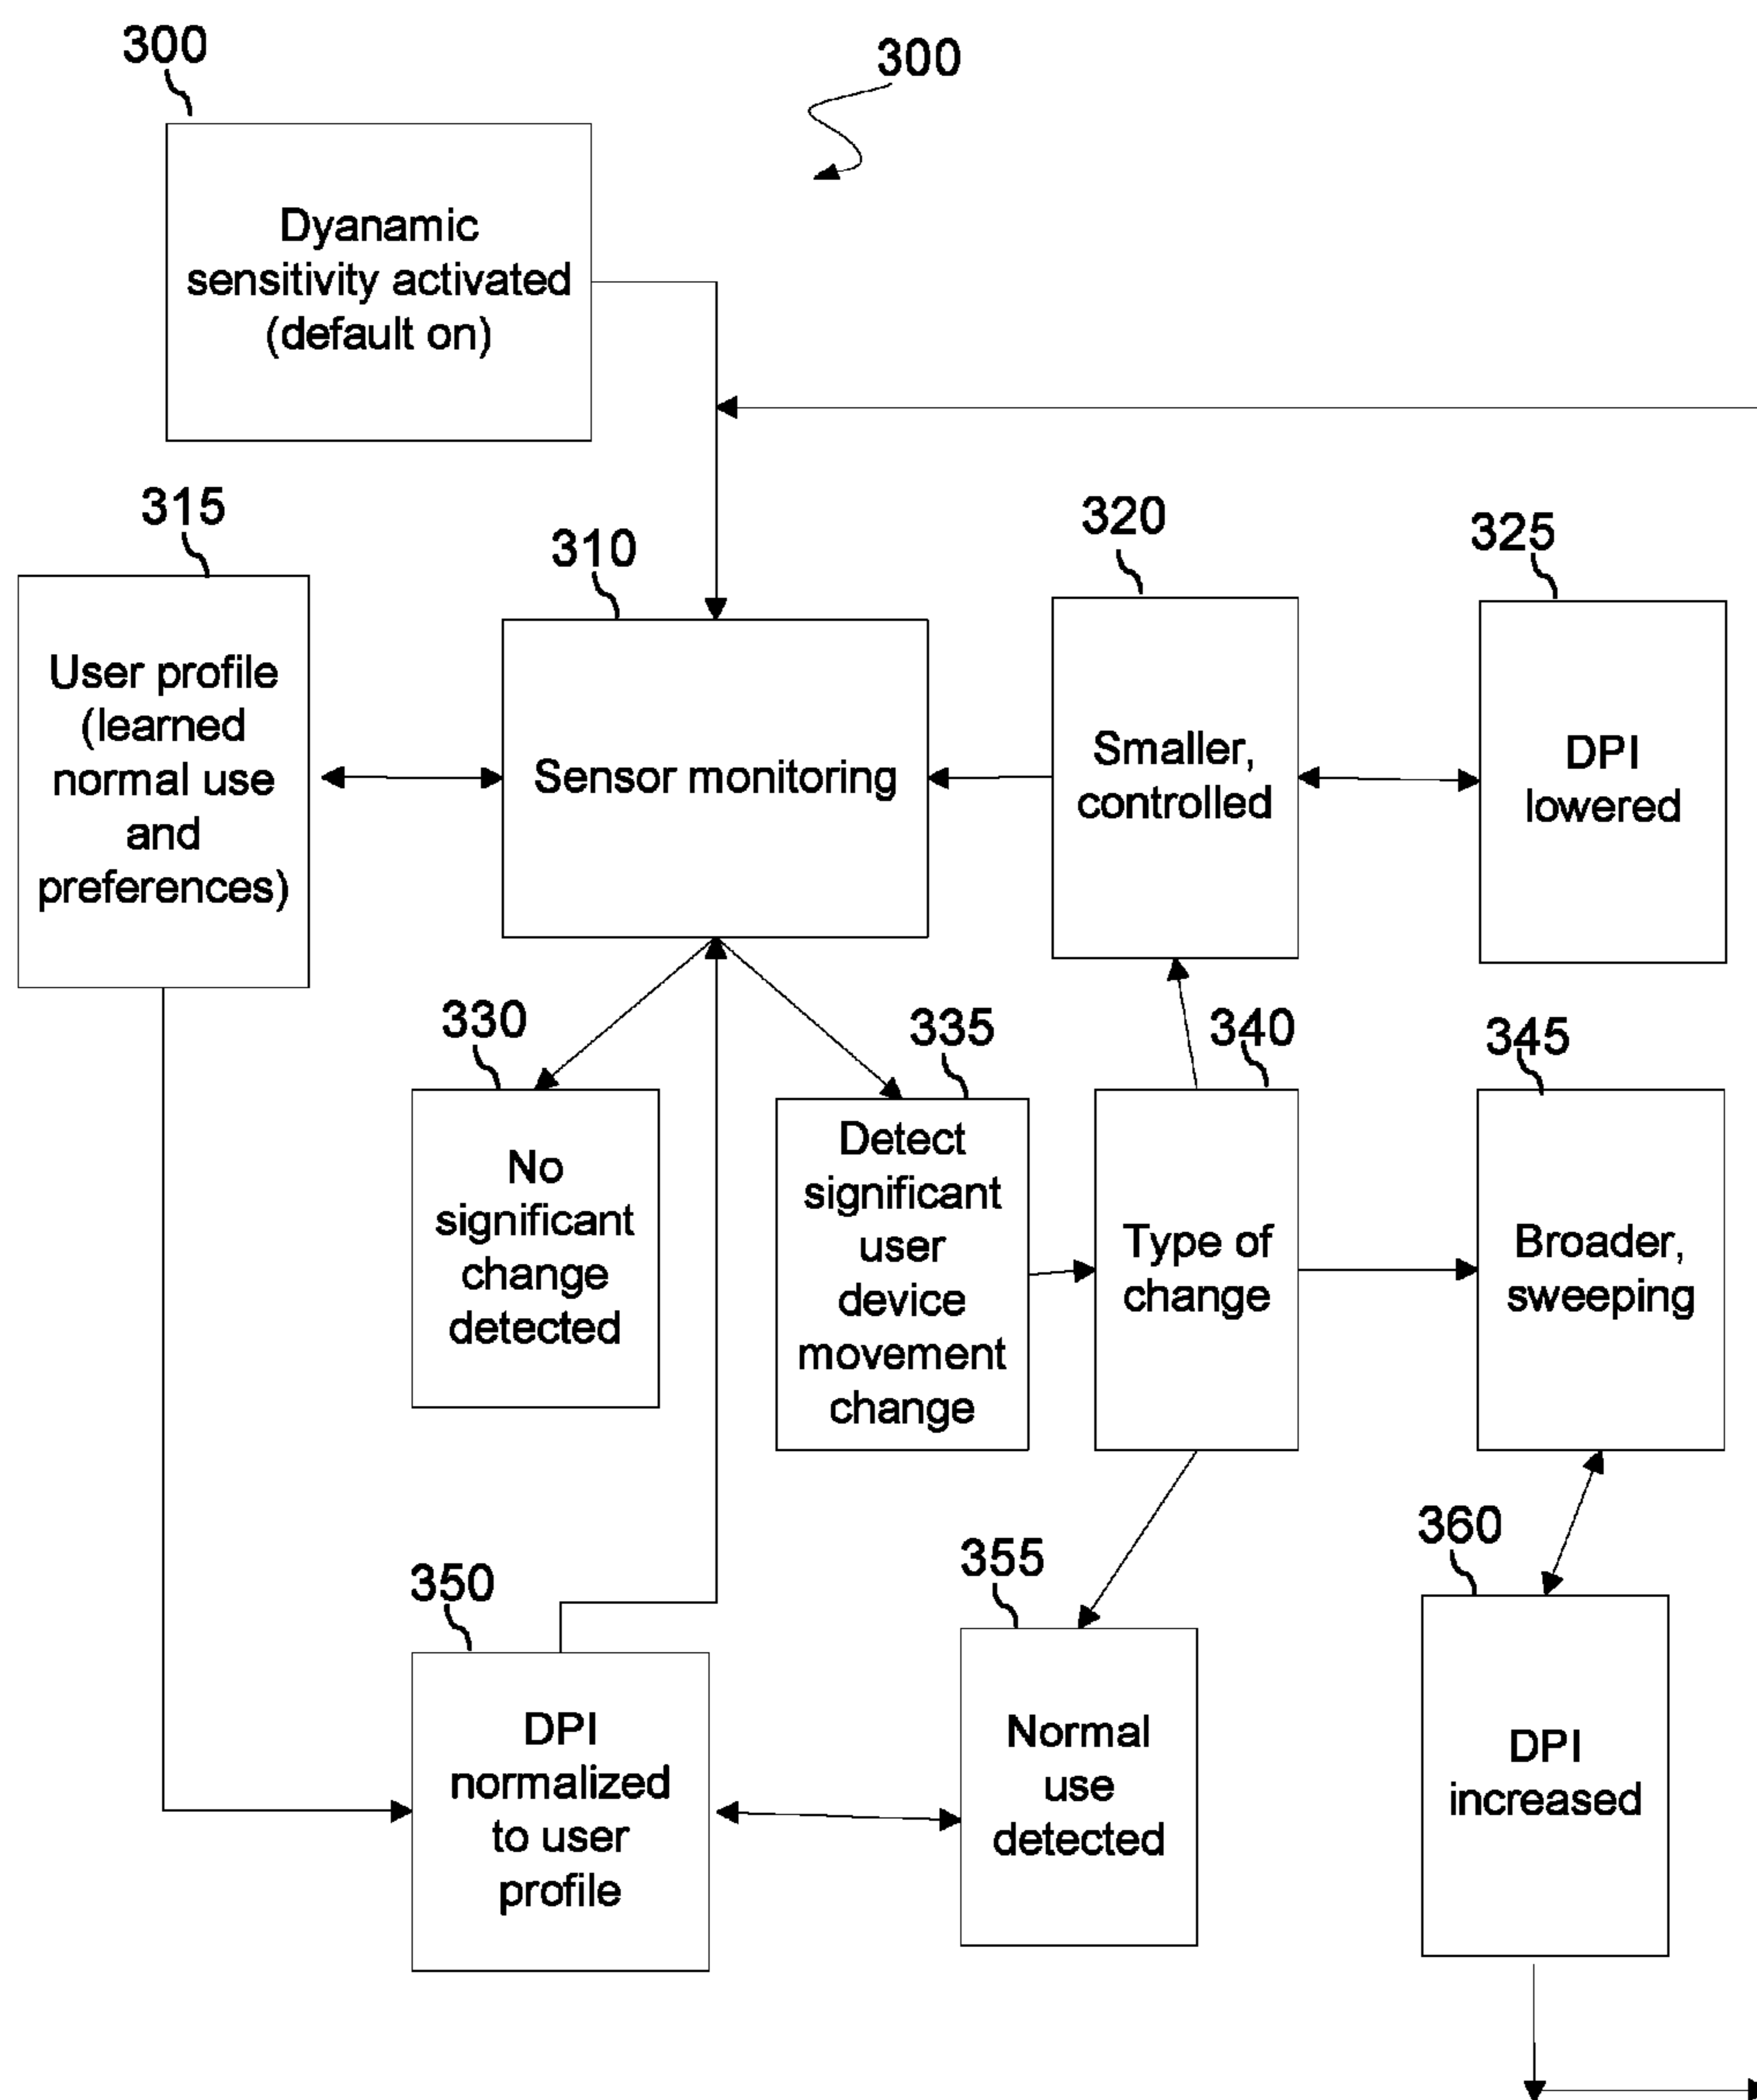 300
300
Dyanamic
sensitivity activated
(default on)
315
310
320
325
User profile
(learned
normal use
and
preferences)
Sensor monitoring
Smaller,
controlled
DPI
lowered
330
335
340
345
No
significant
change
detected
Detect
significant
user
device
movement
change
Type of
change
Broader,
sweeping
350
355
360
DPI
normalized
to user
profile
Normal
use
detected
DPI
increased